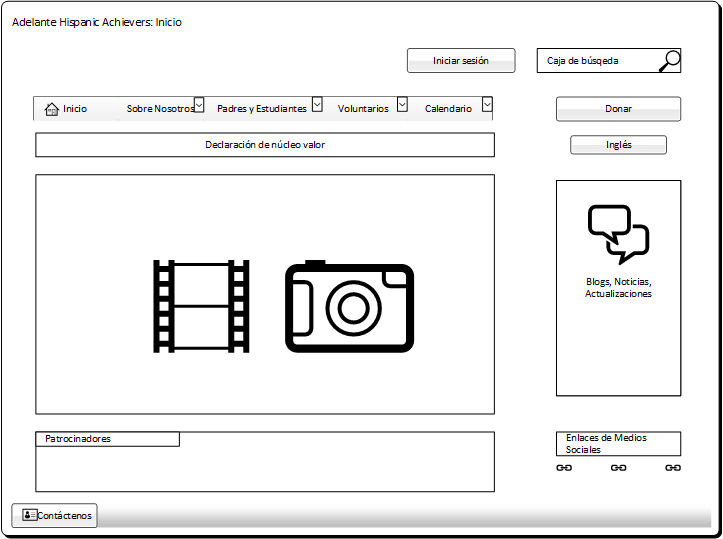 Adelante Hispanic Achievers: Inicio
Iniciar sesión
Caja de búsqeda
Inicio
Sobre Nosotros
Padres y Estudiantes
Voluntarios
Calendario
Donar
Declaración de núcleo valor
Inglés
Blogs, Noticias,
Actualizaciones
Patrocinadores
Enlaces de Medios
Sociales
Contáctenos